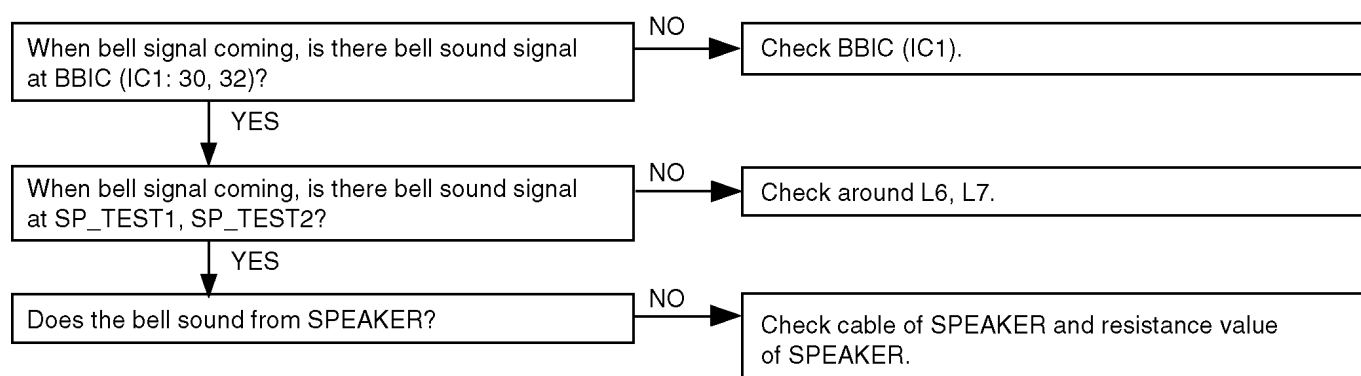 When bell signal coming, is there bell sound signal
at BBIC (IC1: 30, 32)?
NO
Check BBIC (IC1).
YES
When bell signal coming, is there bell sound signal
at SP_TEST1, SP_TEST2?
NO
Check around L6, L7.
YES
Does the bell sound from SPEAKER?
NO
Check cable of SPEAKER and resistance value
of SPEAKER.